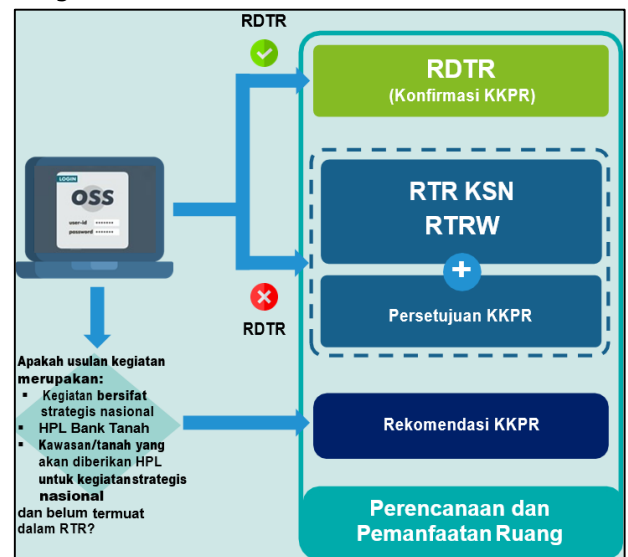 RDTR
RDTR
(Konfirmasi KKPR)
LOGIN
OSS
user-id
password
RTR KSN
RTRW
+
Persetujuan KKPR
RDTR
Apakah usulan kegiatan
merupakan:
▪ Kegiatan bersifat
strategis nasional
▪ HPL Bank Tanah
▪ Kawasan/tanah yang
akan diberikan HPL
untuk kegiatanstrategis
nasional
dan belum termuat
dalam RTR?
Rekomendasi KKPR
Perencanaan dan
Pemanfaatan Ruang